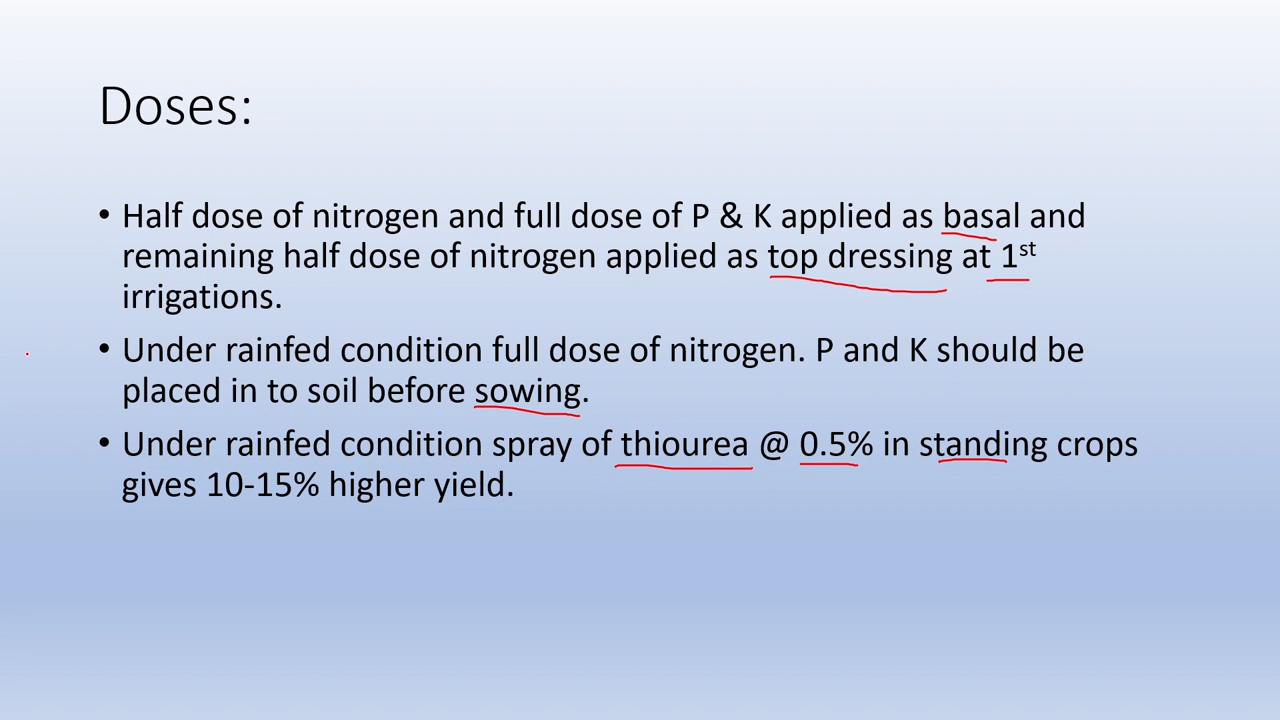 Doses:
• Half dose of nitrogen and full dose of P & K applied as basal and
remaining half dose of nitrogen applied as top dressing at 1st
irrigations.
• Under rainfed condition full dose of nitrogen. P and K should be
placed in to soil before sowing.
• Under rainfed condition spray of thiourea @ 0.5% in standing crops
gives 10-15% higher yield.